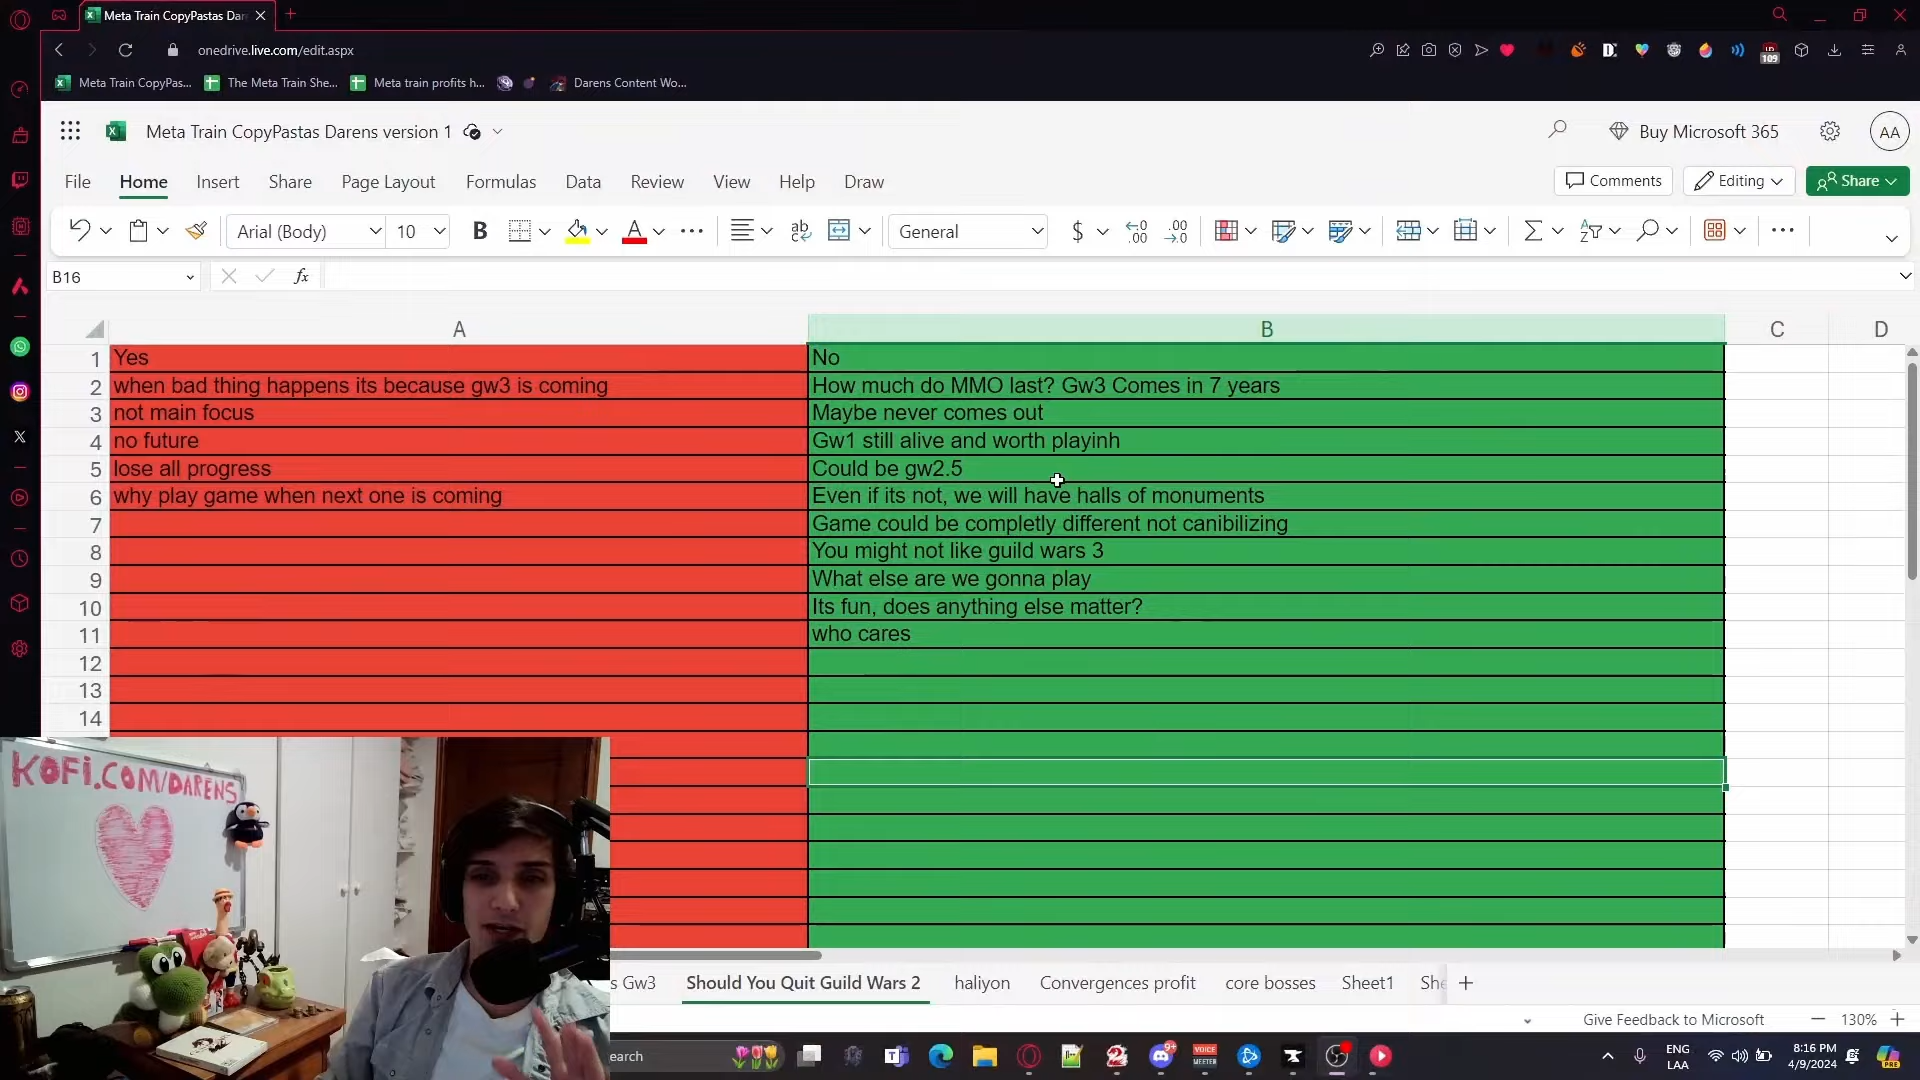 Meta Train CopyPastas Dar
onedrive.live.com/edit.aspx
109
Meta Train CopyPas...
The Meta Train She...
Meta train profits h...
Darens Content Wo...
Meta Train CopyPastas Darens version 1
Buy Microsoft 365
AA
File
Home
Insert
Share
Page Layout
Formulas
Data
Review
View
Help
Draw
Comments
Editing
Share
Arial (Body)
10
B
A
ab
General
$
.00
.00
B16
fx
A
B
C
D
1 Yes No
2 when bad thing happens its because gw3 is coming How much do MMO last? Gw3 Comes in 7 years
3 not main focus Maybe never comes out
4 no future Gw1 still alive and worth playinh
5 lose all progress Could be gw2.5
6 why play game when next one is coming Even if its not, we will have halls of monuments
7 Game could be completly different not canibilizing
8 You might not like guild wars 3
9 What else are we gonna play
10 Its fun, does anything else matter?
11 who cares
12
13
14
KOFI.COM/DARENS
s Gw3
Should You Quit Guild Wars 2
haliyon
Convergences profit
core bosses
Sheet1
She
Give Feedback to Microsoft
130%
earch
VOICE
MEETER
9+
ENG
LAA
8:16 PM
4/9/2024
PRE